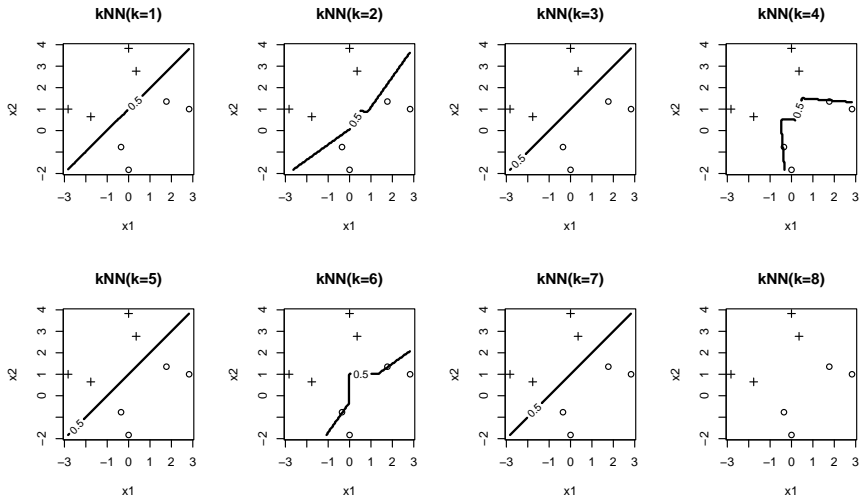 kNN(k=1)
x2
−2 0 1 2 3 4
0.5
−3 −1 0 1 2 3
x1
kNN(k=2)
x2
−2 0 1 2 3 4
0.5
−3 −1 0 1 2 3
x1
kNN(k=3)
x2
−2 0 1 2 3 4
0.5
−3 −1 0 1 2 3
x1
kNN(k=4)
x2
−2 0 1 2 3 4
0.5
−3 −1 0 1 2 3
x1
kNN(k=5)
x2
−2 0 1 2 3 4
0.5
−3 −1 0 1 2 3
x1
kNN(k=6)
x2
−2 0 1 2 3 4
0.5
−3 −1 0 1 2 3
x1
kNN(k=7)
x2
−2 0 1 2 3 4
0.5
−3 −1 0 1 2 3
x1
kNN(k=8)
x2
−2 0 1 2 3 4
−3 −1 0 1 2 3
x1